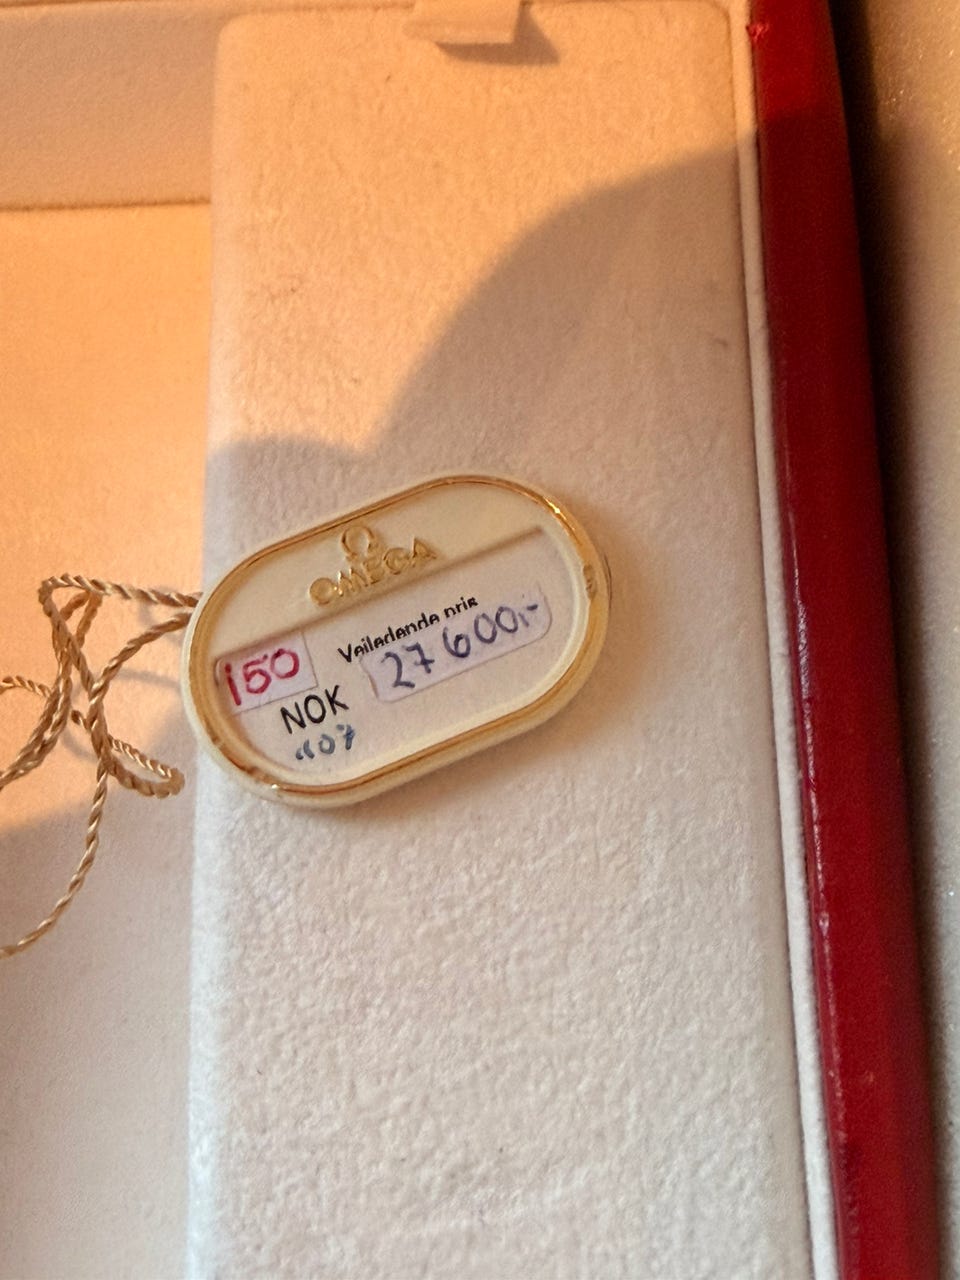 Ω
OMEGA
Veiledende pris
150
27 600,-
NOK